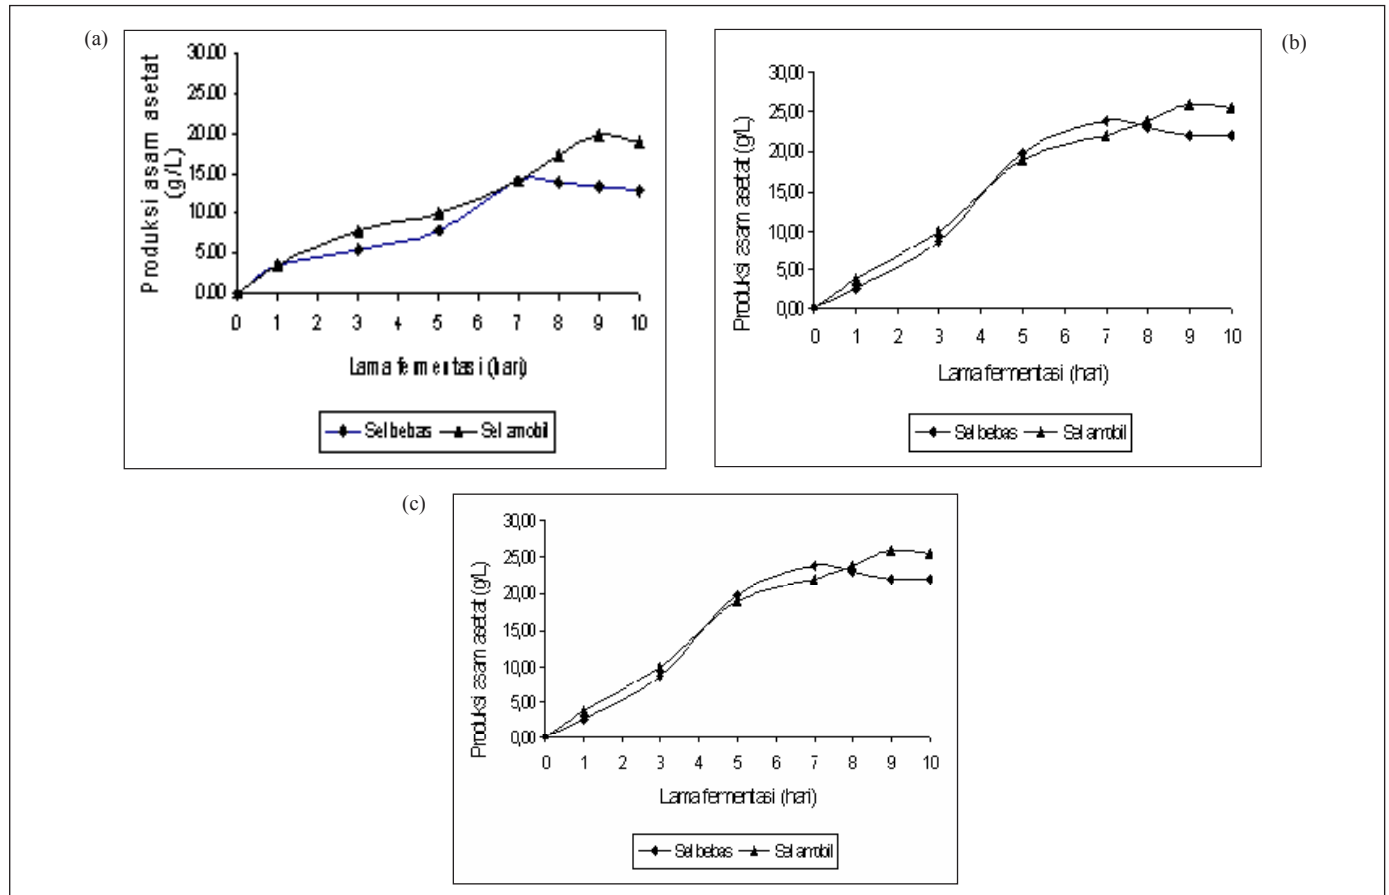 (a)
Produksi asam asetat
(g/L)
30.00
25.00
20.00
15.00
10.00
5.00
0.00
0 1 2 3 4 5 6 7 8 9 10
Lama fermentasi (hari)
Sel bebas Sel amobil
(b)
Produksi asam asetat (g/L)
30,00
25,00
20,00
15,00
10,00
5,00
0,00
0 1 2 3 4 5 6 7 8 9 10
Lama fermentasi (hari)
Sel bebas Sel amobil
(c)
Produksi asam asetat (g/L)
30,00
25,00
20,00
15,00
10,00
5,00
0,00
0 1 2 3 4 5 6 7 8 9 10
Lama fermentasi (hari)
Sel bebas Sel amobil